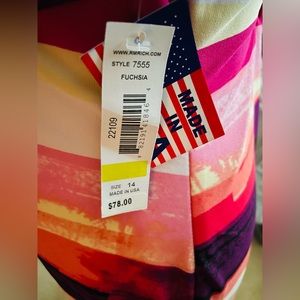 WWW.RMRICH.COM
STYLE 7555
FUCHSIA
22109
SIZE 14
MADE IN USA
$78.00
MADE
IN